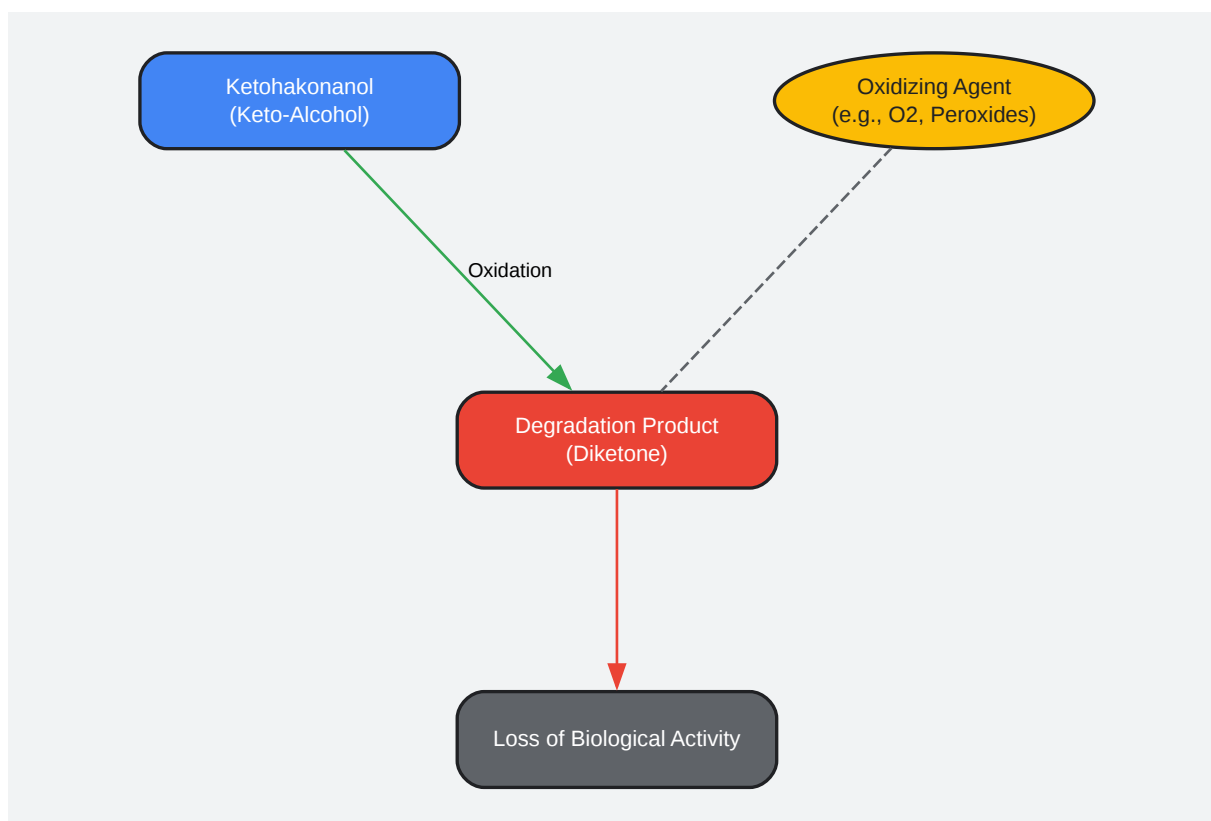 Ketohakonanol
(Keto-Alcohol)
Oxidizing Agent
(e.g., O2, Peroxides)
Oxidation
Degradation Product
(Diketone)
Loss of Biological Activity